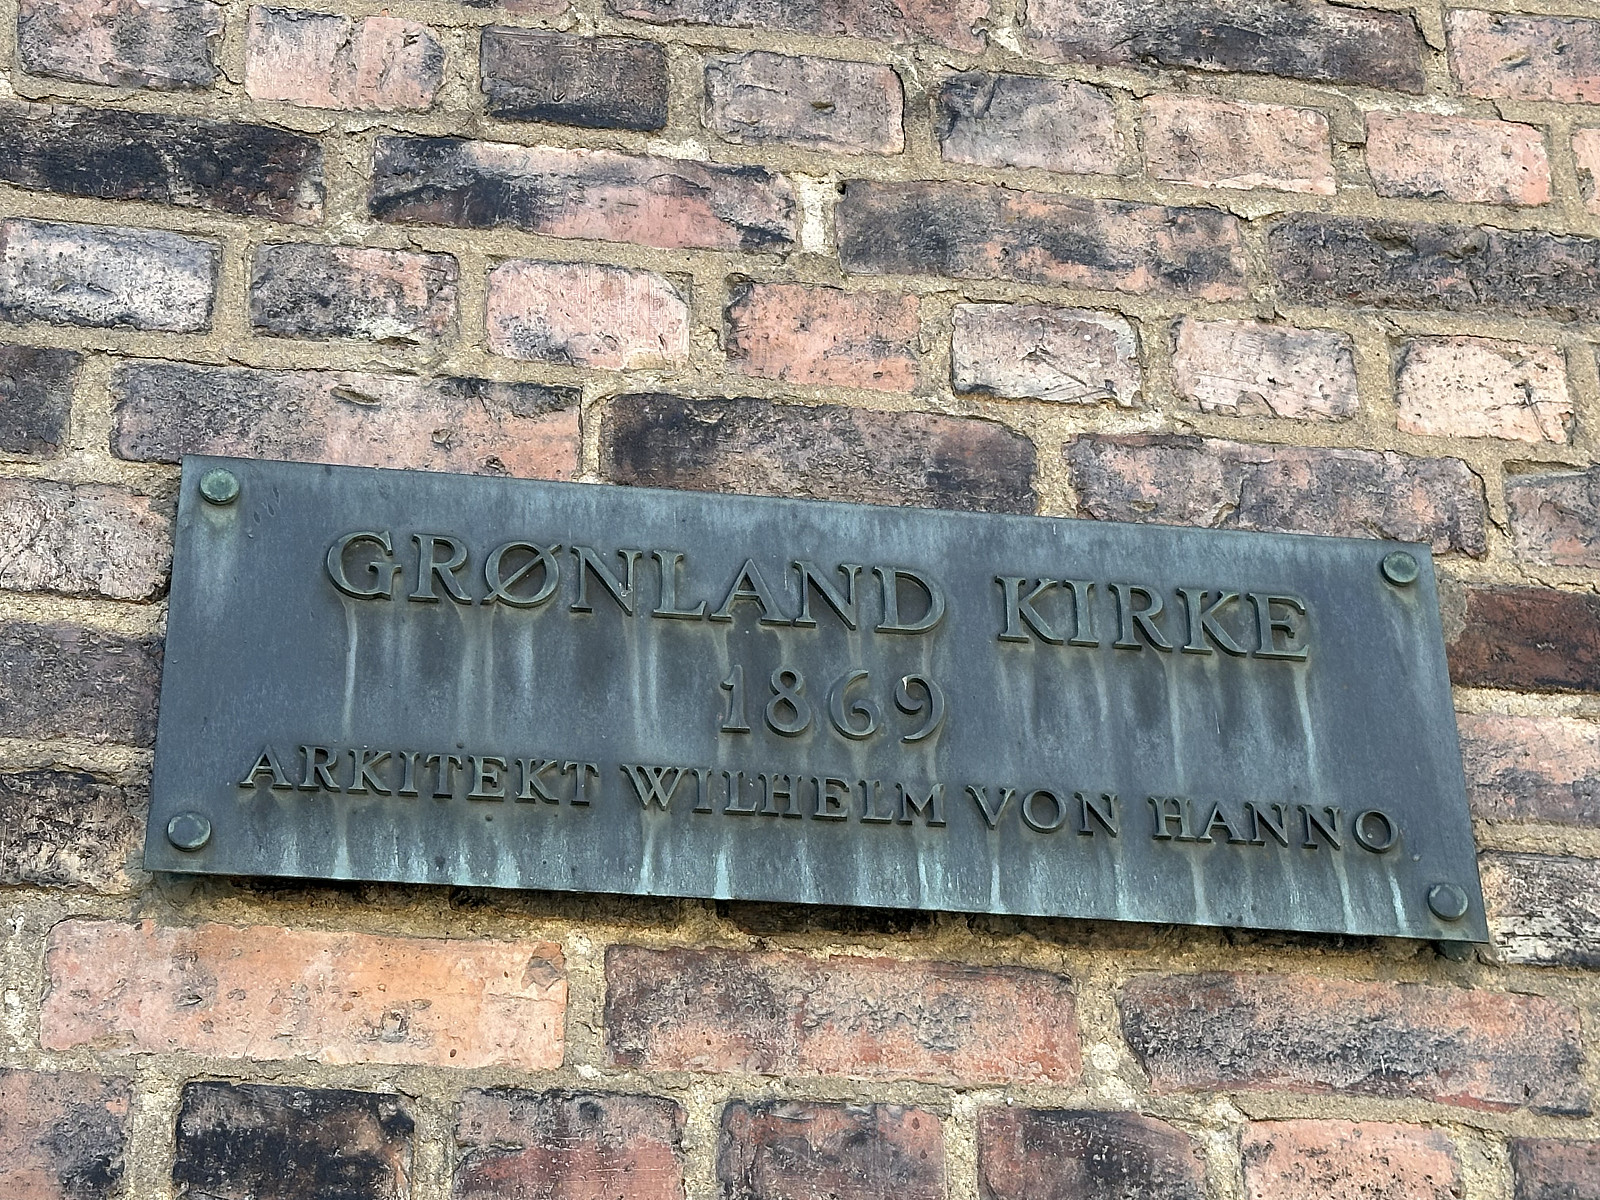 GRØNLAND KIRKE
1869
ARKITEKT WILHELM VON HANNO